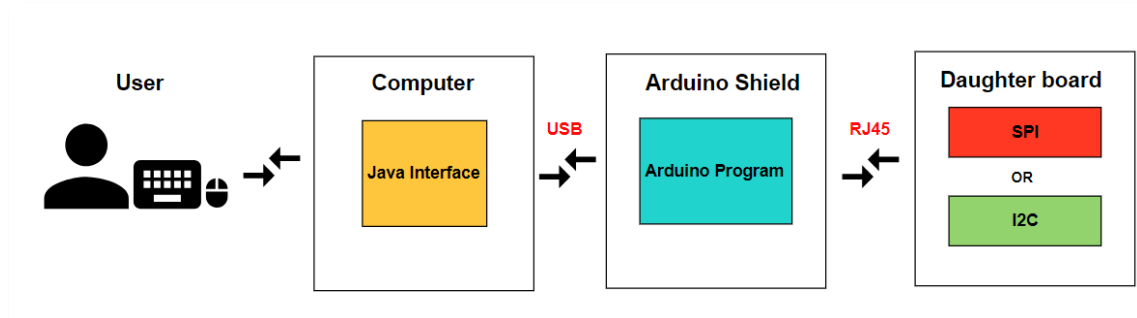 User
Computer
Java Interface
USB
Arduino Shield
Arduino Program
RJ45
Daughter board
SPI
OR
I2C